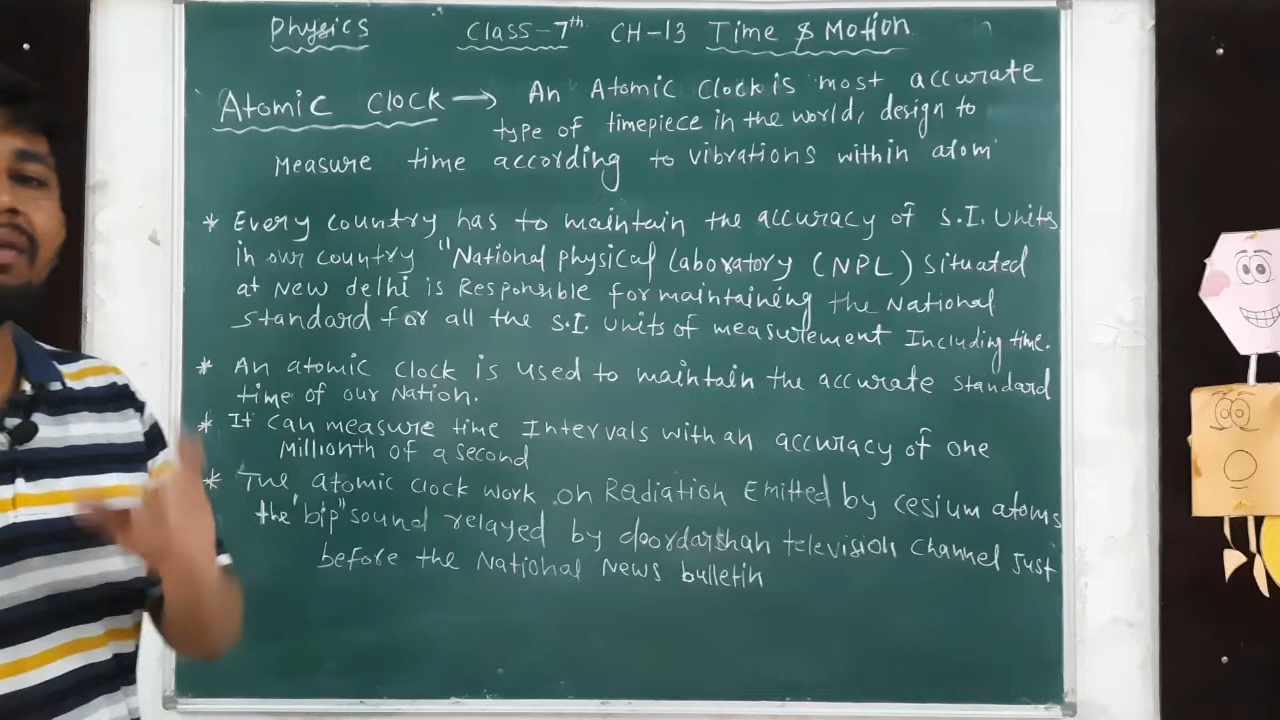 Physics Class-7th CH-13 Time & Motion
Atomic Clock → An Atomic Clock is most accurate
type of timepiece in the world, design to
Measure time according to vibrations within atom
* Every country has to maintain the accuracy of S.I. Units
in our country "National physical Laboratory (NPL) situated
at New delhi is Responsible for maintaining the National
standard for all the S.I. Units of measurement Including time.
* An atomic clock is used to maintain the accurate standard
time of our Nation.
* It can measure time Intervals with an accuracy of one
Millionth of a second
* The atomic clock work on Radiation Emitted by cesium atoms
the "bip" sound relayed by doordarshan television channel Just
before the National News bulletin